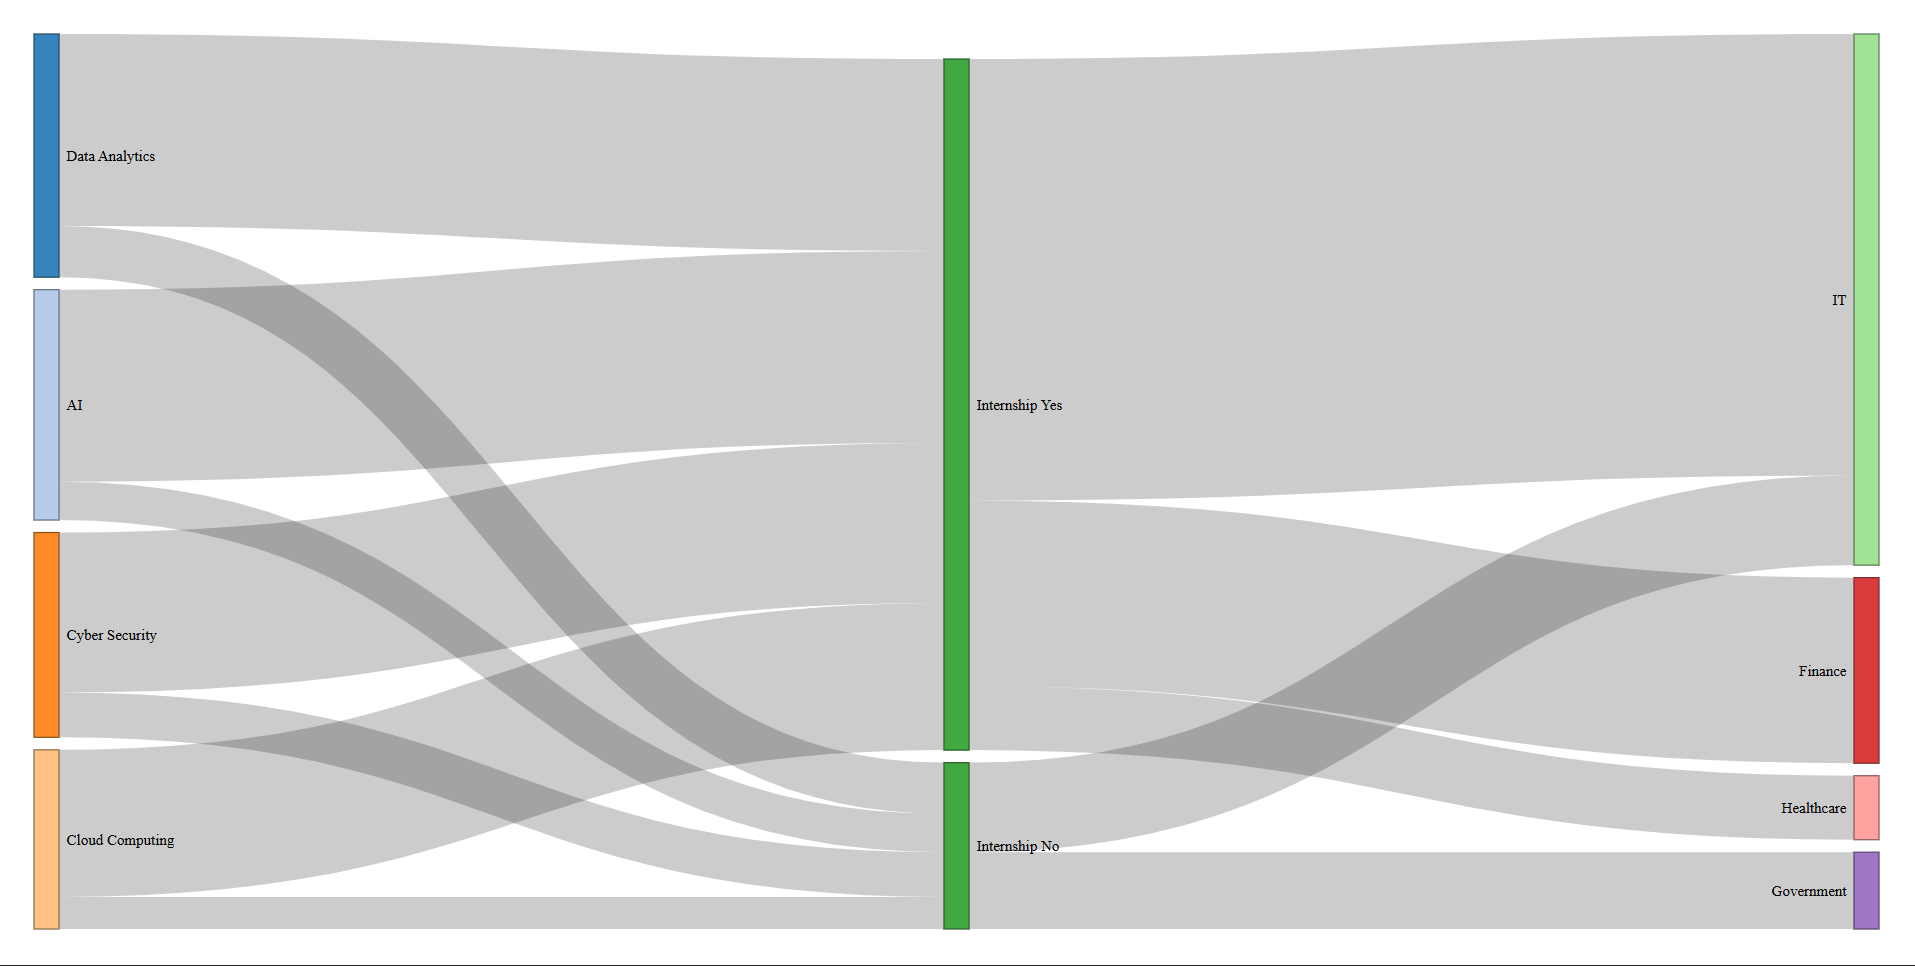 Data Analytics
AI
Cyber Security
Cloud Computing
Internship Yes
Internship No
IT
Finance
Healthcare
Government